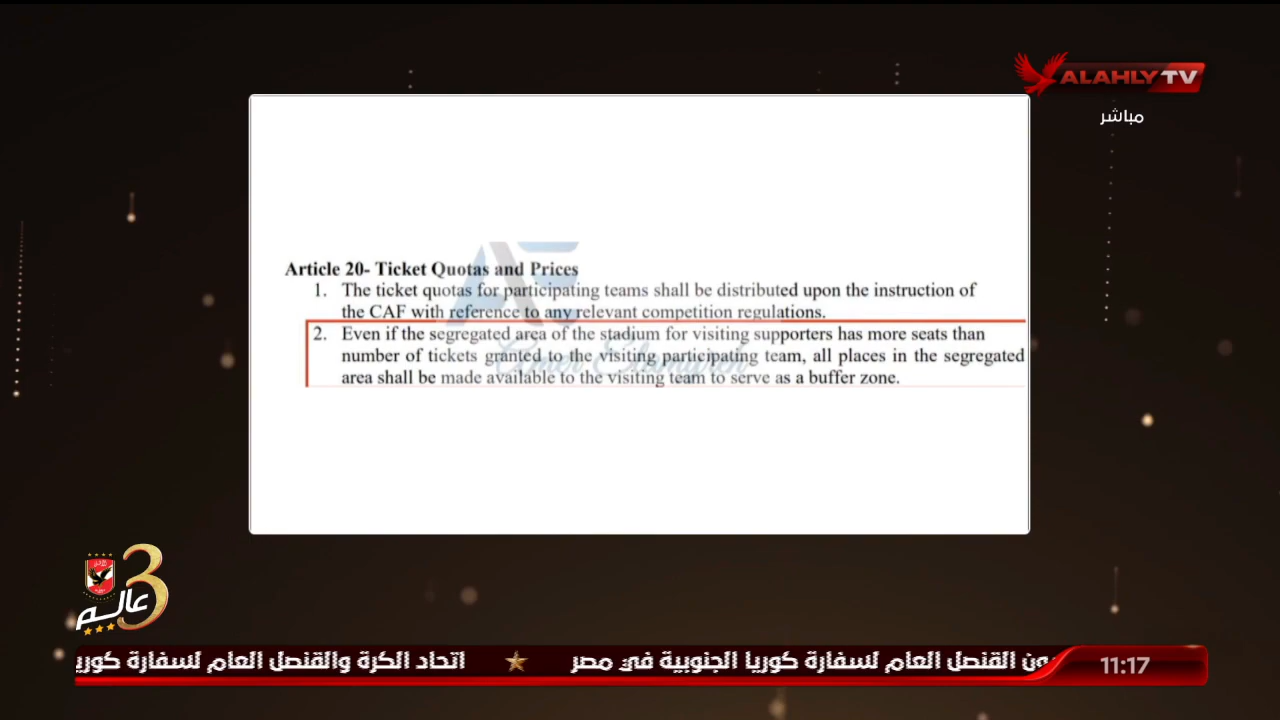 ALAHLY TV
مباشر
Article 20- Ticket Quotas and Prices
1. The ticket quotas for participating teams shall be distributed upon the instruction of
the CAF with reference to any relevant competition regulations.
2. Even if the segregated area of the stadium for visiting supporters has more seats than
number of tickets granted to the visiting participating team, all places in the segregated
area shall be made available to the visiting team to serve as a buffer zone.
3
عالم
ون القنصل العام لسفارة كوريا الجنوبية في مصر ★ اتحاد الكرة والقنصل العام لسفارة كوريا
11:17